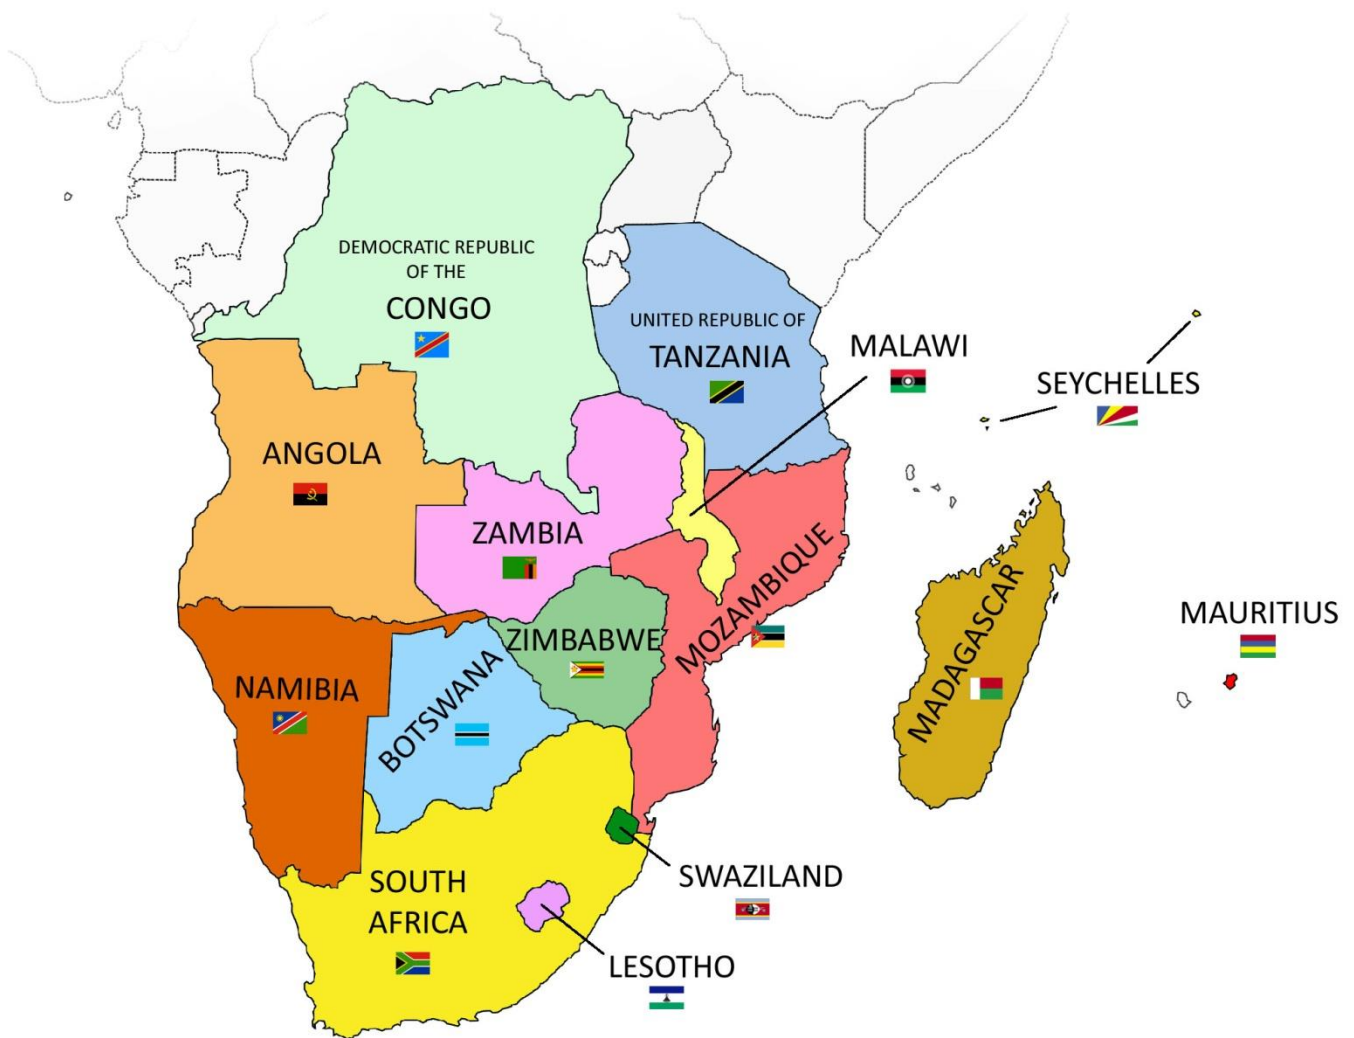 DEMOCRATIC REPUBLIC
OF THE
CONGO
UNITED REPUBLIC OF
TANZANIA
MALAWI
SEYCHELLES
ANGOLA
ZAMBIA
MOZAMBIQUE
MADAGASCAR
MAURITIUS
ZIMBABWE
NAMIBIA
BOTSWANA
SOUTH
AFRICA
SWAZILAND
LESOTHO